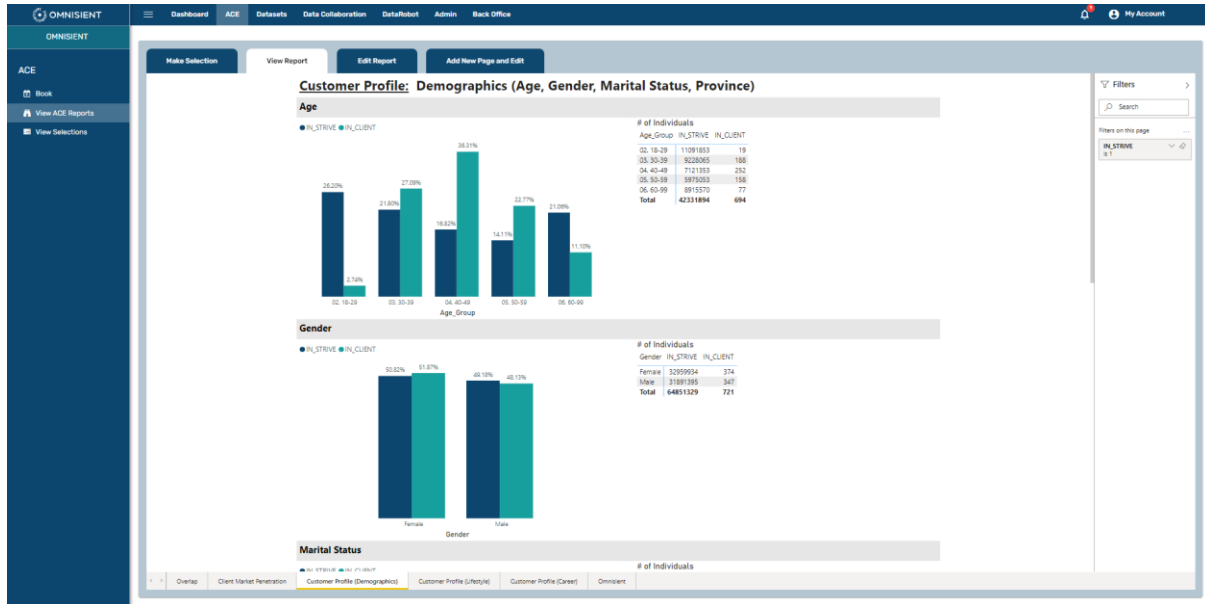 OMNISIENT
Dashboard ACE Datasets Data Collaboration DataRobot Admin Back Office
My Account
OMNISIENT
ACE
Book
View ACE Reports
View Selections
Make Selection View Report Edit Report Add New Page and Edit
Customer Profile: Demographics (Age, Gender, Marital Status, Province)
Age
IN_STRIVE IN_CLIENT
26.20% 2.74% 21.80% 27.09% 16.82% 36.31% 14.11% 22.77% 21.06% 11.10%
02. 18-29 03. 30-39 04. 40-49 05. 50-59 06. 60-99
Age_Group
# of Individuals
Age_Group IN_STRIVE IN_CLIENT
02. 18-29 11091853 19
03. 30-39 9228065 188
04. 40-49 7121353 252
05. 50-59 5975053 158
06. 60-99 8915570 77
Total 42331894 694
Filters
Search
Filters on this page ...
IN_STRIVE
is 1
Gender
IN_STRIVE IN_CLIENT
50.82% 51.87% 49.18% 48.13%
Female Male
Gender
# of Individuals
Gender IN_STRIVE IN_CLIENT
Female 32959934 374
Male 31891395 347
Total 64851329 721
Marital Status
IN_STRIVE IN_CLIENT
# of Individuals
Overlap Client Market Penetration Customer Profile (Demographics) Customer Profile (Lifestyle) Customer Profile (Career) Omnisient